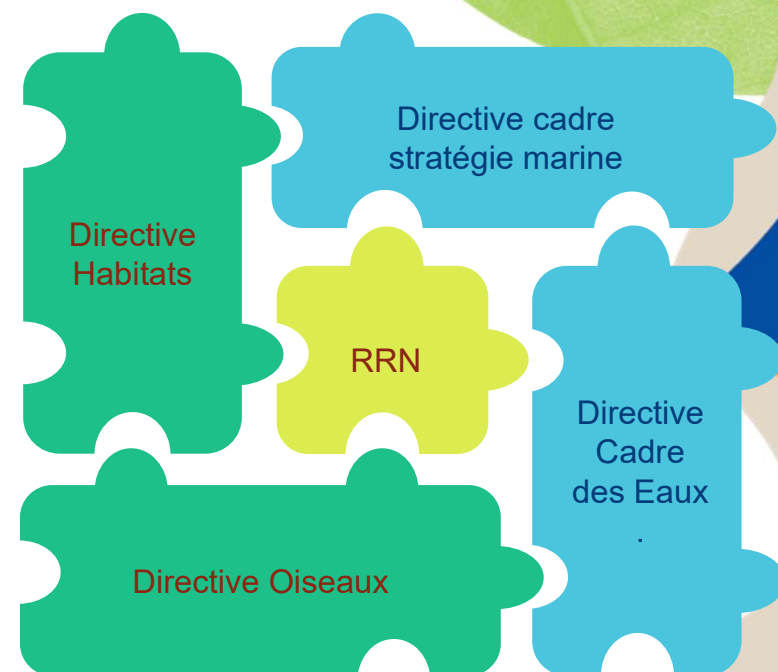 Directive cadre
stratégie marine
Directive
Habitats
RRN
Directive
Cadre
des Eaux
.
Directive Oiseaux